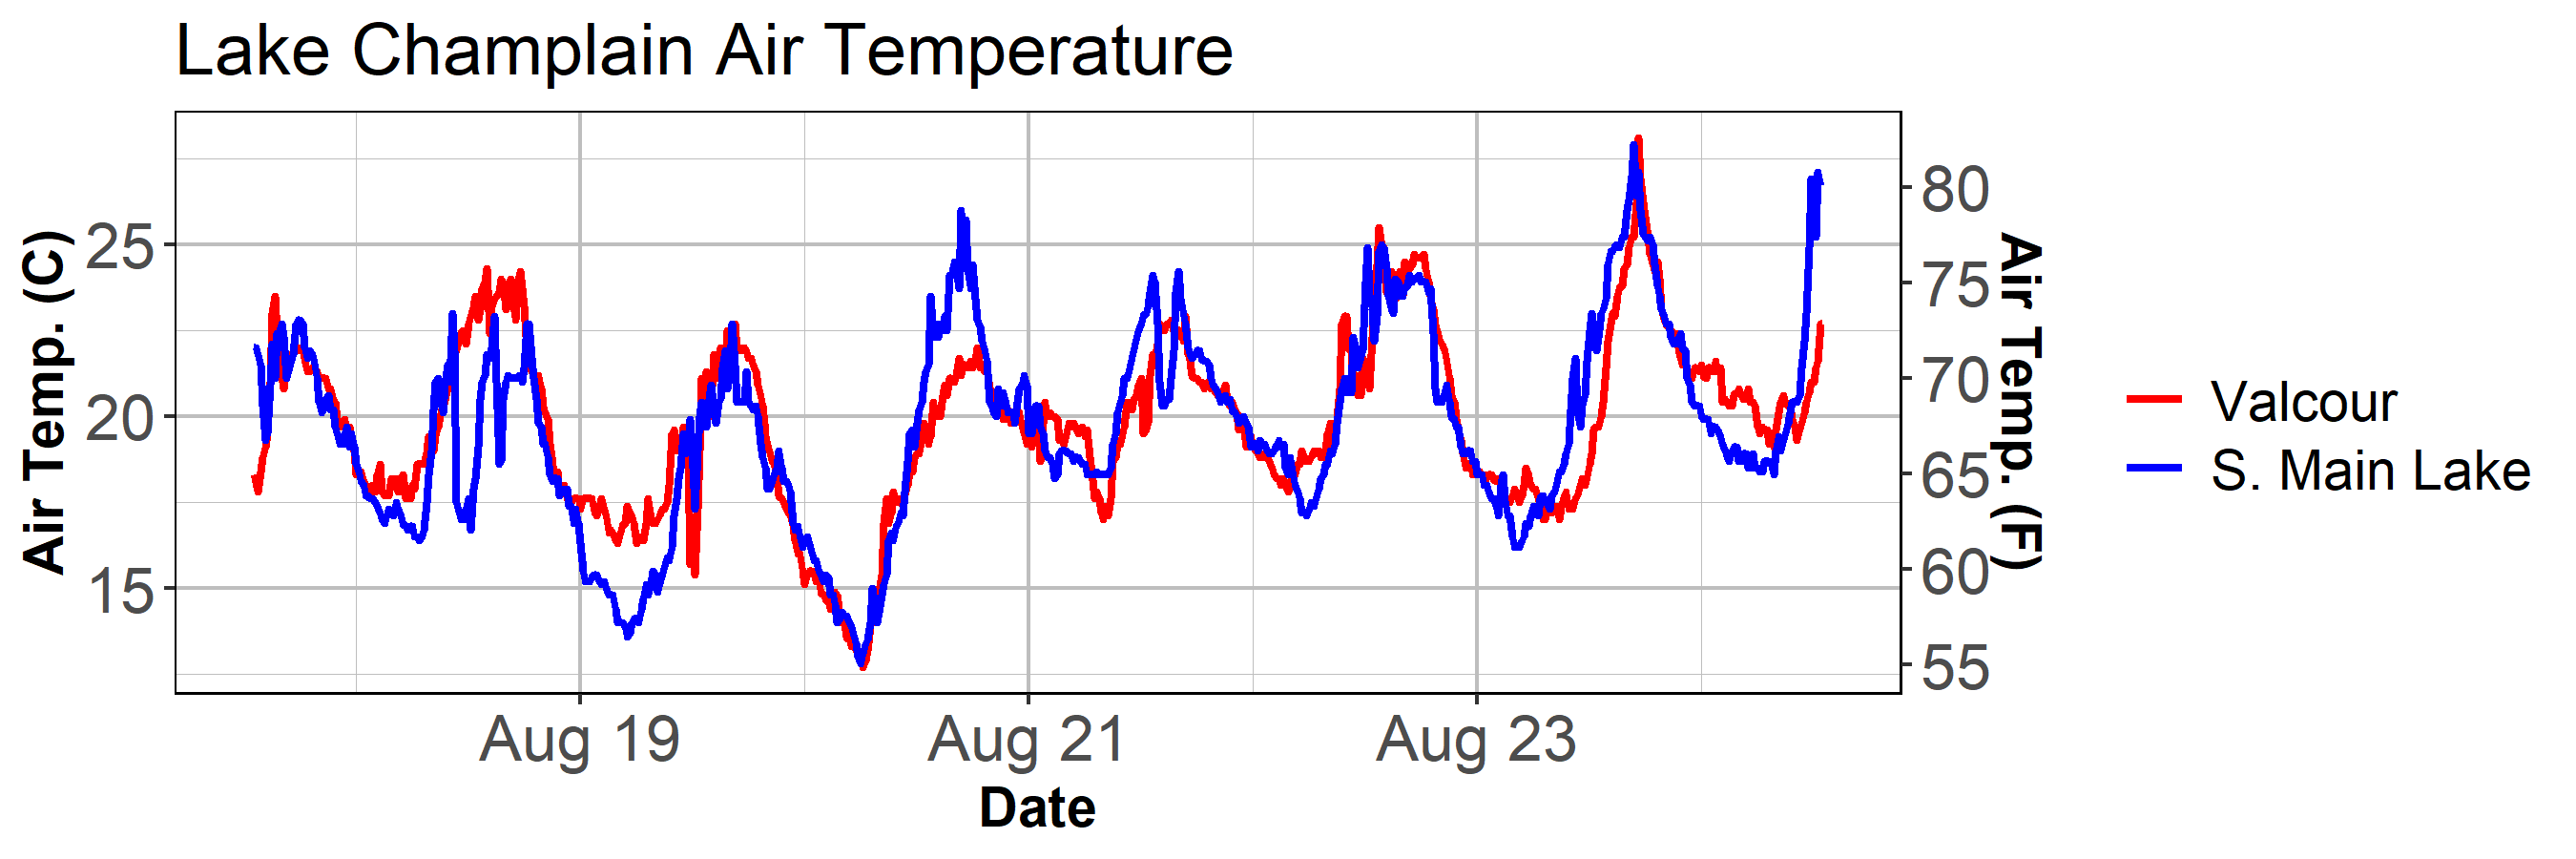 Lake Champlain Air Temperature
Air Temp. (C)
25
20
15
80
75
70
65
60
55
Air Temp. (F)
Valcour
S. Main Lake
Aug 19
Aug 21
Aug 23
Date